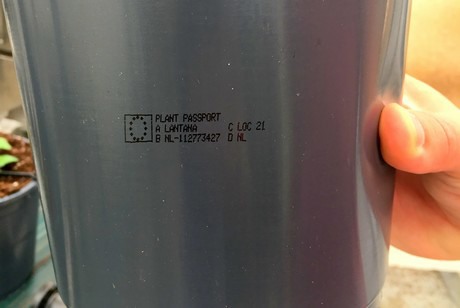 PLANT PASSPORT
A LANTANA C LOC 21
B NL-112773427 D NL